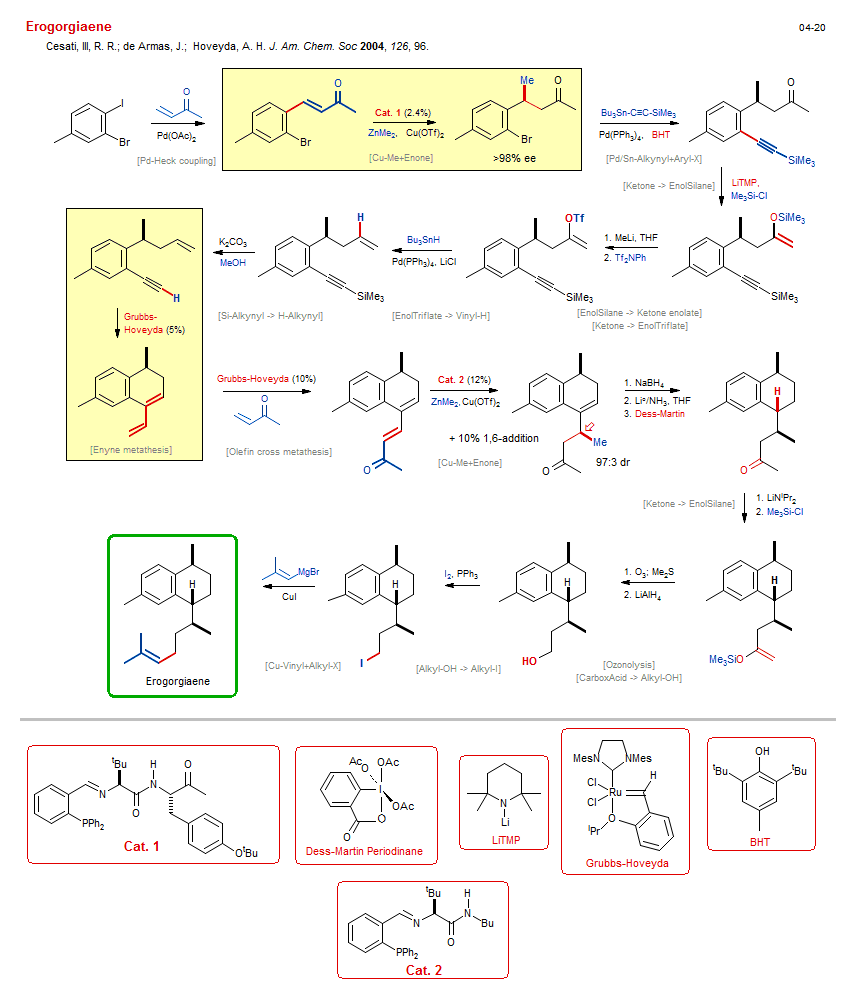 Erogorgiaene
04-20
Cesati, III, R. R.; de Armas, J.; Hoveyda, A. H. J. Am. Chem. Soc 2004, 126, 96.
I
Br
O
Pd(OAc)2
[Pd-Heck coupling]
O
Br
Cat. 1 (2.4%)
ZnMe2, Cu(OTf)2
[Cu-Me+Enone]
Me
O
Br
>98% ee
Bu3Sn-C≡C-SiMe3
Pd(PPh3)4, BHT
[Pd/Sn-Alkynyl+Aryl-X]
O
SiMe3
[Ketone -> EnolSilane]
LiTMP,
Me3Si-Cl
OSiMe3
SiMe3
1. MeLi, THF
2. Tf2NPh
[EnolSilane -> Ketone enolate]
[Ketone -> EnolTriflate]
OTf
SiMe3
Bu3SnH
Pd(PPh3)4, LiCl
[EnolTriflate -> Vinyl-H]
H
SiMe3
K2CO3
MeOH
[Si-Alkynyl -> H-Alkynyl]
H
Grubbs-
Hoveyda (5%)
[Enyne metathesis]
Grubbs-Hoveyda (10%)
O
[Olefin cross metathesis]
O
Cat. 2 (12%)
ZnMe2, Cu(OTf)2
+ 10% 1,6-addition
[Cu-Me+Enone]
Me
O
97:3 dr
1. NaBH4
2. Liº/NH3, THF
3. Dess-Martin
H
O
[Ketone -> EnolSilane]
1. LiNiPr2
2. Me3Si-Cl
H
Me3SiO
1. O3; Me2S
2. LiAlH4
[Ozonolysis]
[CarboxAcid -> Alkyl-OH]
H
HO
I2, PPh3
[Alkyl-OH -> Alkyl-I]
H
I
MgBr
CuI
[Cu-Vinyl+Alkyl-X]
H
Erogorgiaene
tBu
H
O
N
N
O
PPh2
OtBu
Cat. 1
AcO
OAc
I
OAc
O
O
Dess-Martin Periodinane
N
Li
LiTMP
MesN
NMes
Cl
H
Ru
Cl
O
iPr
Grubbs-Hoveyda
OH
tBu
tBu
BHT
tBu
H
N
N
Bu
O
PPh2
Cat. 2